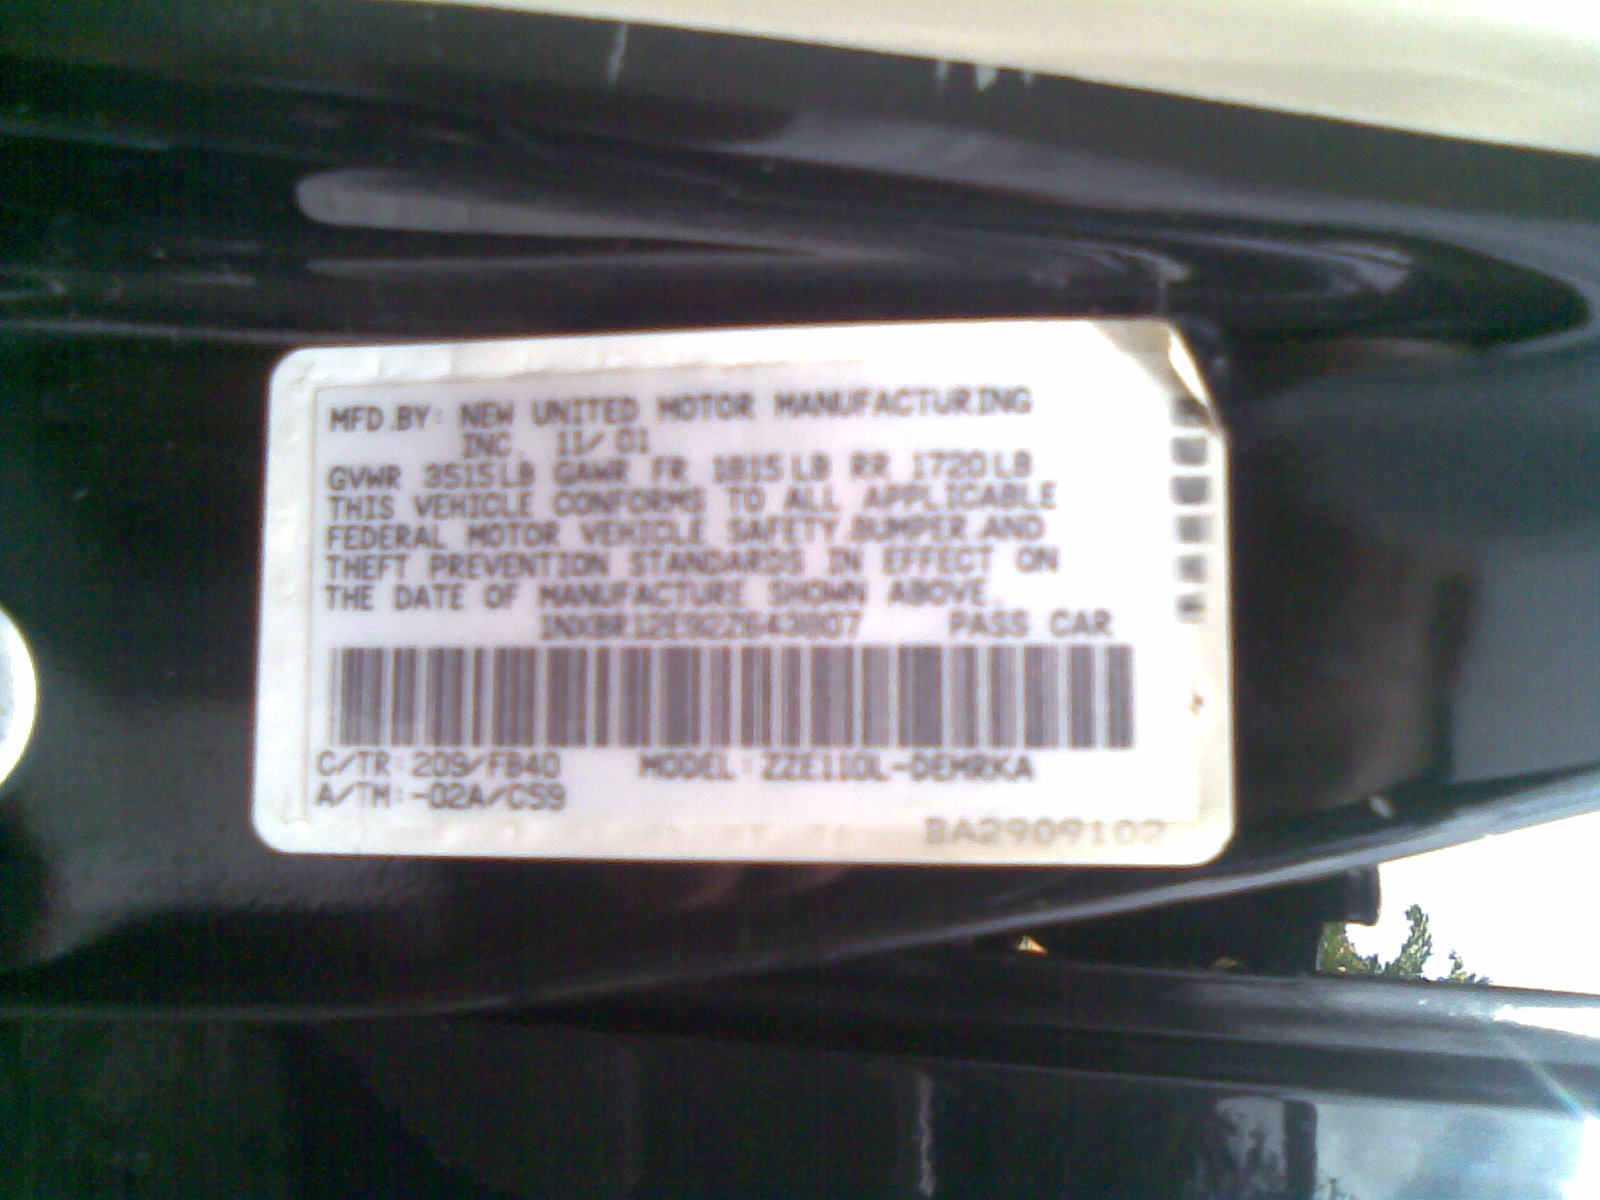 MFD.BY: NEW UNITED MOTOR MANUFACTURING
INC. 11/01
GVWR 3515LB GAWR FR 1815LB RR 1720LB
THIS VEHICLE CONFORMS TO ALL APPLICABLE
FEDERAL MOTOR VEHICLE SAFETY,BUMPER,AND
THEFT PREVENTION STANDARDS IN EFFECT ON
THE DATE OF MANUFACTURE SHOWN ABOVE.
PASS CAR
C/TR: 209/FB40 MODEL: ZZE110L-DEMRKA
A/TM: -02A/C59
BA2909102